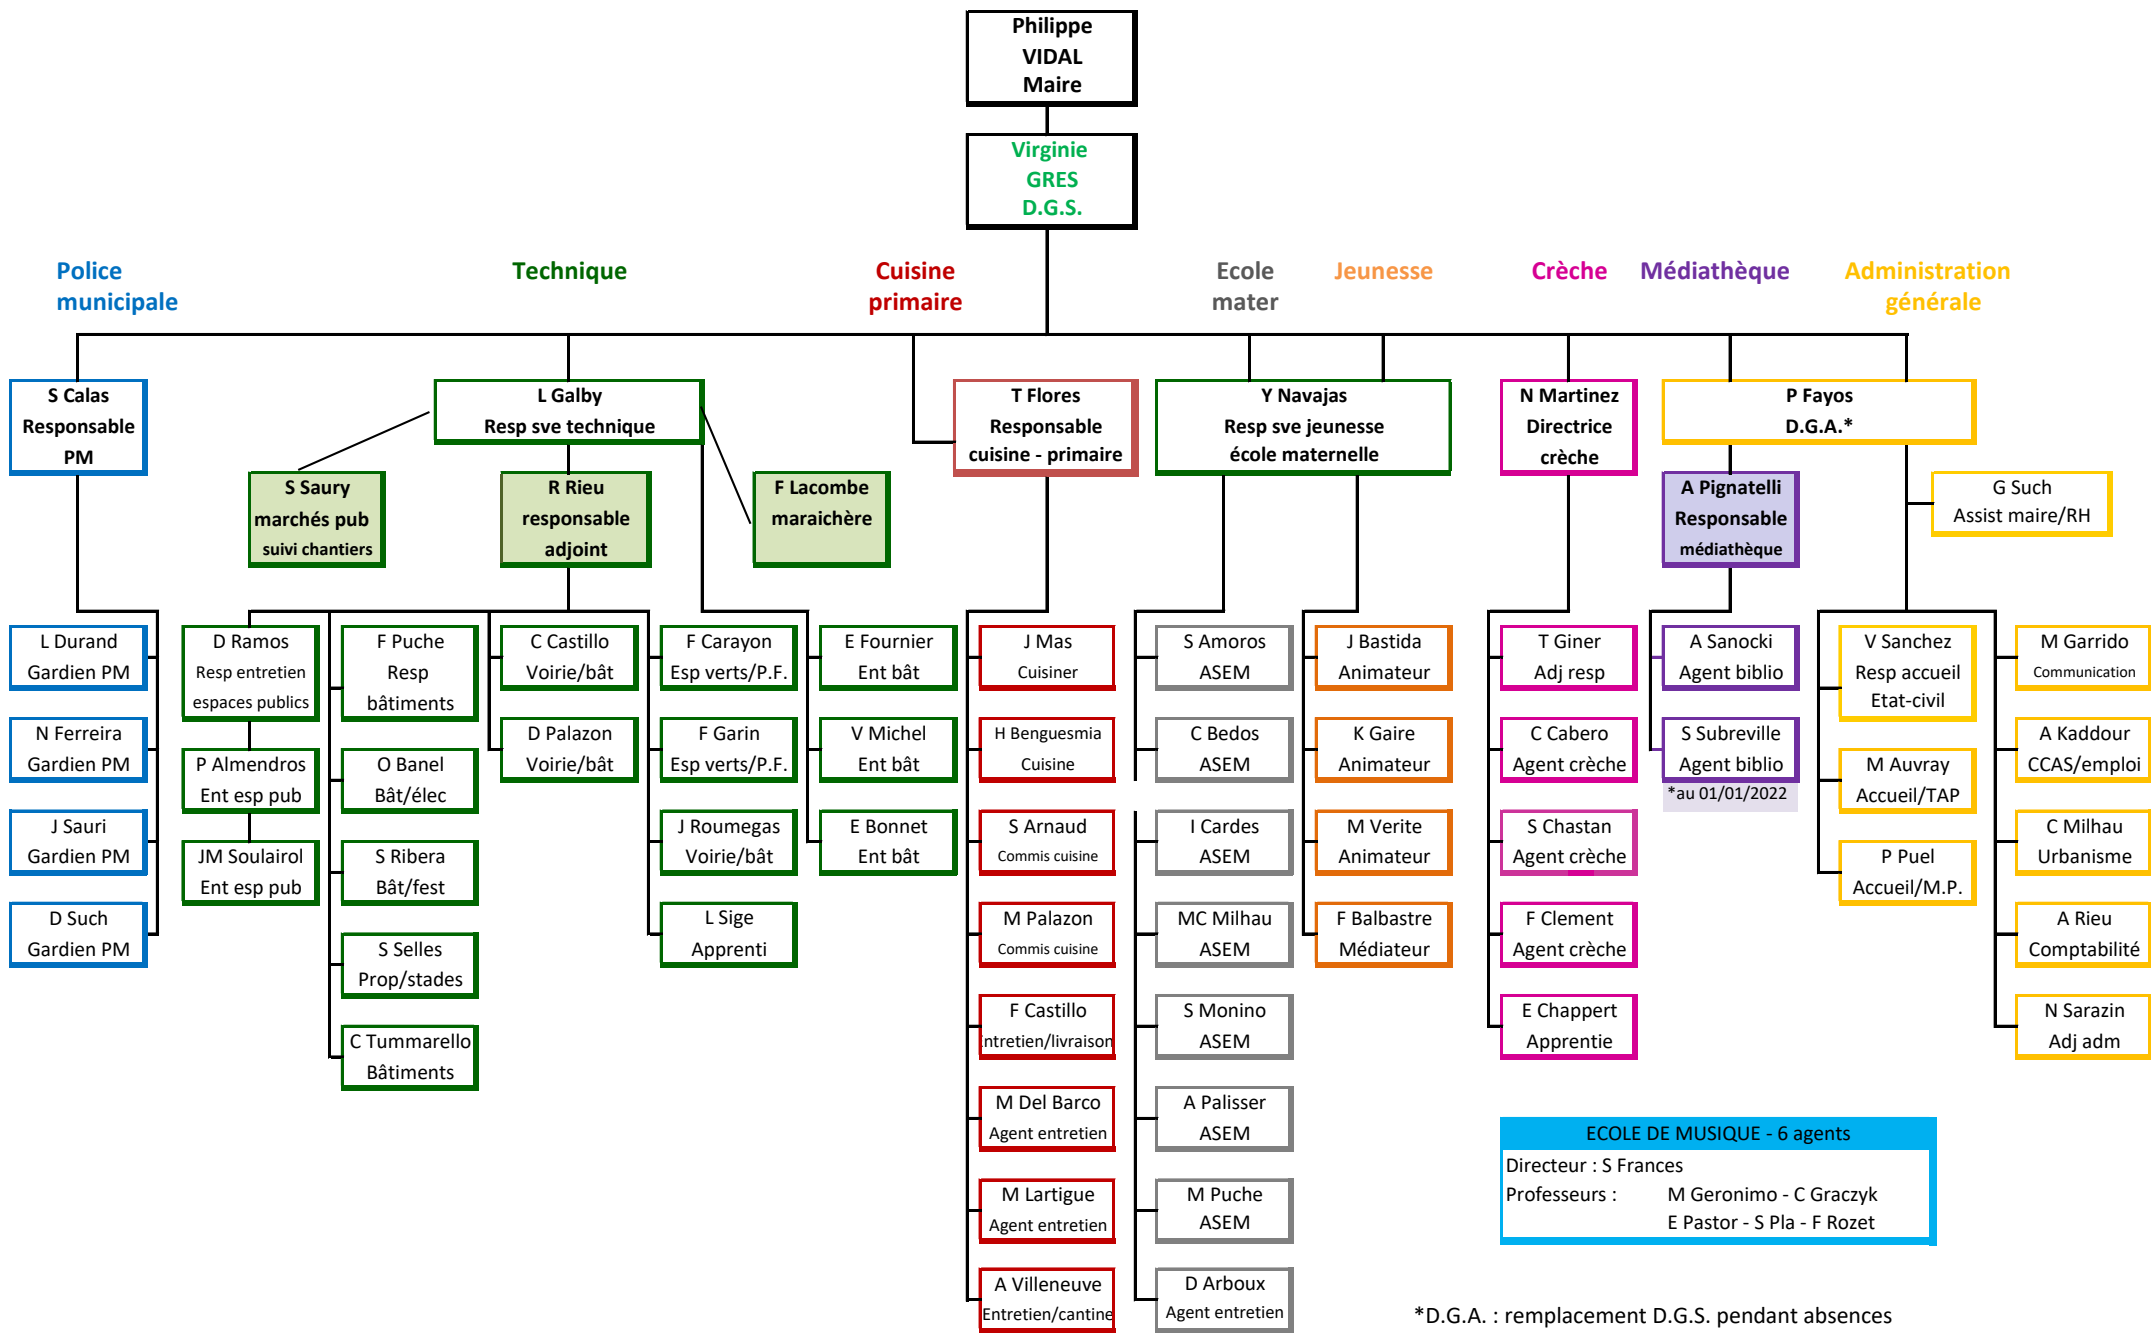 Philippe
VIDAL
Maire
Virginie
GRES
D.G.S.
Police
municipale
Technique
Cuisine
primaire
Ecole
mater
Jeunesse
Crèche
Médiathèque
Administration
générale
S Calas
Responsable
PM
L Galby
Resp sve technique
T Flores
Responsable
cuisine - primaire
Y Navajas
Resp sve jeunesse
école maternelle
N Martinez
Directrice
crèche
P Fayos
D.G.A.*
S Saury
marchés pub
suivi chantiers
R Rieu
responsable
adjoint
F Lacombe
maraichère
A Pignatelli
Responsable
médiathèque
G Such
Assist maire/RH
L Durand
Gardien PM
N Ferreira
Gardien PM
J Sauri
Gardien PM
D Such
Gardien PM
D Ramos
Resp entretien
espaces publics
P Almendros
Ent esp pub
JM Soulairol
Ent esp pub
F Puche
Resp
bâtiments
O Banel
Bât/élec
S Ribera
Bât/fest
S Selles
Prop/stades
C Tummarello
Bâtiments
C Castillo
Voirie/bât
D Palazon
Voirie/bât
F Carayon
Esp verts/P.F.
F Garin
Esp verts/P.F.
J Roumegas
Voirie/bât
L Sige
Apprenti
E Fournier
Ent bât
V Michel
Ent bât
E Bonnet
Ent bât
J Mas
Cuisiner
H Benguesmia
Cuisine
S Arnaud
Commis cuisine
M Palazon
Commis cuisine
F Castillo
Entretien/livraison
M Del Barco
Agent entretien
M Lartigue
Agent entretien
A Villeneuve
Entretien/cantine
S Amoros
ASEM
C Bedos
ASEM
I Cardes
ASEM
MC Milhau
ASEM
S Monino
ASEM
A Palisser
ASEM
M Puche
ASEM
D Arboux
Agent entretien
J Bastida
Animateur
K Gaire
Animateur
M Verite
Animateur
F Balbastre
Médiateur
T Giner
Adj resp
C Cabero
Agent crèche
S Chastan
Agent crèche
F Clement
Agent crèche
E Chappert
Apprentie
A Sanocki
Agent biblio
S Subreville
Agent biblio
*au 01/01/2022
V Sanchez
Resp accueil
Etat-civil
M Auvray
Accueil/TAP
P Puel
Accueil/M.P.
M Garrido
Communication
A Kaddour
CCAS/emploi
C Milhau
Urbanisme
A Rieu
Comptabilité
N Sarazin
Adj adm
ECOLE DE MUSIQUE - 6 agents
Directeur : S Frances
Professeurs : M Geronimo - C Graczyk
E Pastor - S Pla - F Rozet
*D.G.A. : remplacement D.G.S. pendant absences